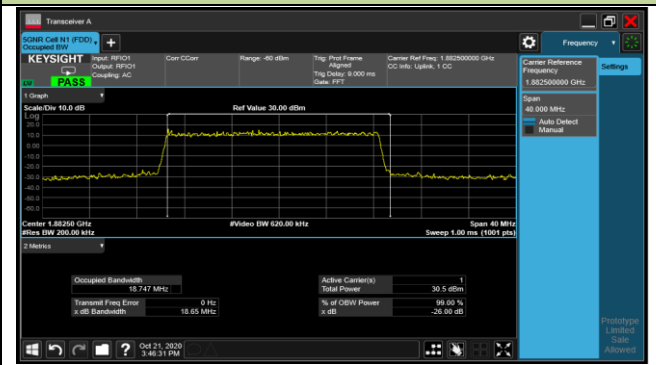 Transceiver A
5GNR Cell N1 (FDD)
Occupied BW
KEYSIGHT
PASS
Input: RFIO1
Output: RFIO1
Coupling: AC
Corr CCorr
Range: -60 dBm
Trig: Prst Frame
Aligned
Trig Delay: 0.000 ms
Gate: FFT
Carrier Ref Freq: 1.882500000 GHz
CC Info: Uplink, 1 CC
1 Graph
Scale/Div 10.0 dB
Ref Value 30.00 dBm
Log
20.0
10.0
0.00
-10.0
-20.0
-30.0
-40.0
-50.0
-60.0
Center 1.88250 GHz
#Video BW 620.00 kHz
Span 40 MHz
#Res BW 200.00 kHz
Sweep 1.00 ms (1001 pts)
2 Metrics
Occupied Bandwidth
18.747 MHz
Active Carrier(s) 1
Total Power 30.5 dBm
Transmit Freq Error 0 Hz
x dB Bandwidth 18.65 MHz
% of OBW Power 99.00 %
x dB -26.00 dB
Oct 21, 2020
3:46:31 PM
Frequency
Settings
Carrier Reference
Frequency
1.882500000 GHz
Span
40.000 MHz
Auto Detect
Manual
Prototype
Limited
Sale
Allowed